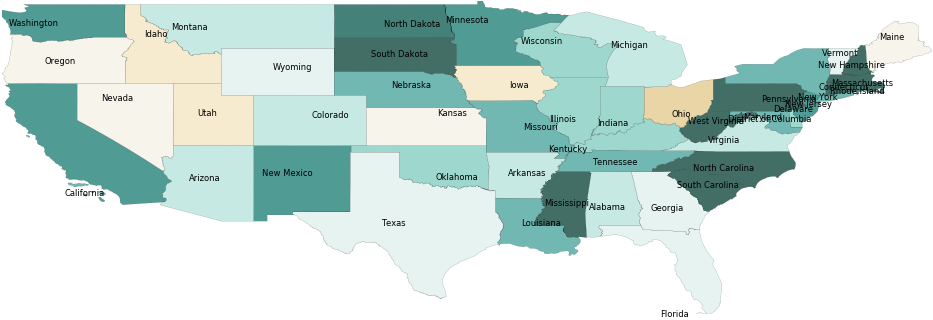 Washington
Montana
North Dakota
Minnesota
Idaho
Maine
Oregon
Wyoming
South Dakota
Wisconsin
Michigan
Vermont
New Hampshire
Nevada
Utah
Colorado
Nebraska
Iowa
Kansas
Missouri
Illinois
Indiana
Ohio
Massachusetts
Connecticut
Rhode Island
Pennsylvania
New York
New Jersey
Delaware
Maryland
District of Columbia
West Virginia
Virginia
Kentucky
Tennessee
North Carolina
South Carolina
California
Arizona
New Mexico
Oklahoma
Arkansas
Texas
Louisiana
Mississippi
Alabama
Georgia
Florida